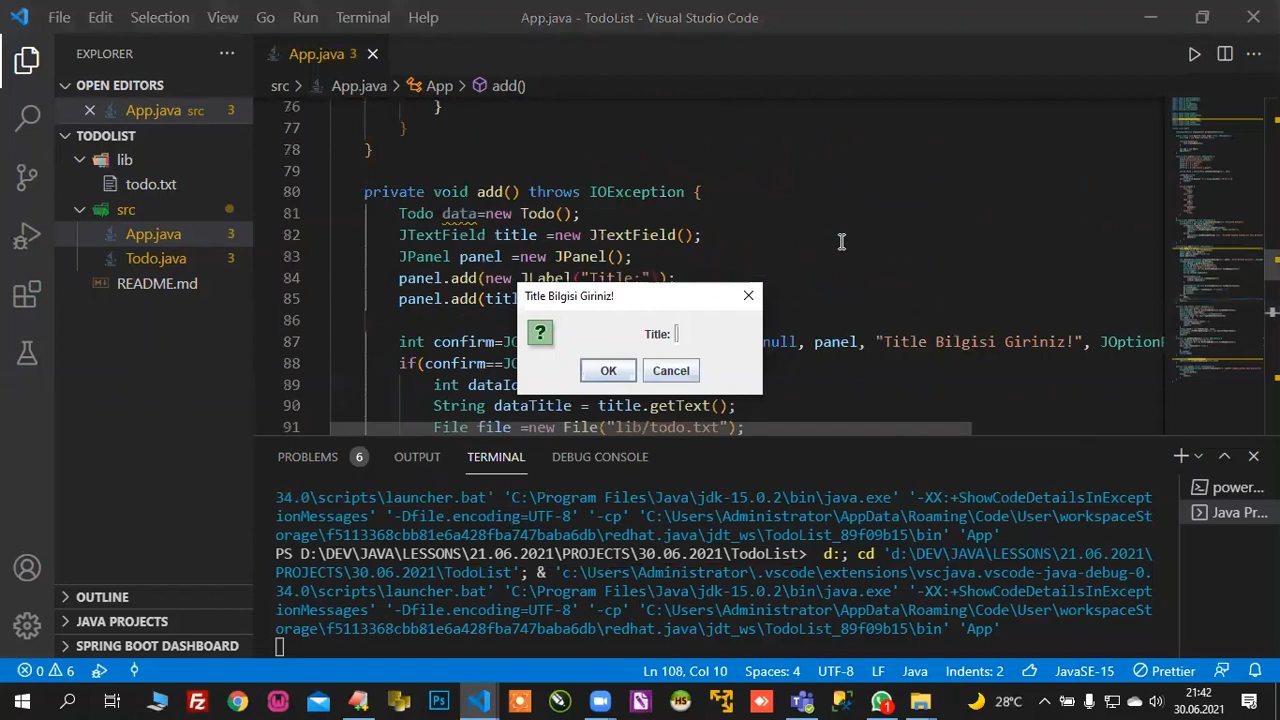 File Edit Selection View Go Run Terminal Help App.java - TodoList - Visual Studio Code
EXPLORER
App.java 3
OPEN EDITORS
src > App.java > App > add()
App.java src 3
TODOLIST
lib
todo.txt
src
App.java 3
Todo.java 3
README.md
OUTLINE
JAVA PROJECTS
SPRING BOOT DASHBOARD
76 }
77 }
78 }
79
80 private void add() throws IOException {
81 Todo data=new Todo();
82 JTextField title =new JTextField();
83 JPanel panel =new JPanel();
84 panel.add(new JLabel("Title:" );
85 panel.add(titl
86
87 int confirm=JO null, panel, "Title Bilgisi Giriniz!", JOptionP
88 if(confirm==JO
89 int dataId
90 String dataTitle = title.getText();
91 File file =new File("lib/todo.txt");
Title Bilgisi Giriniz!
?
Title:
OK Cancel
PROBLEMS 6 OUTPUT TERMINAL DEBUG CONSOLE
34.0\scripts\launcher.bat' 'C:\Program Files\Java\jdk-15.0.2\bin\java.exe' '-XX:+ShowCodeDetailsInExcept
ionMessages' '-Dfile.encoding=UTF-8' '-cp' 'C:\Users\Administrator\AppData\Roaming\Code\User\workspaceSt
orage\f5113368cbb81e6a428fba747baba6db\redhat.java\jdt_ws\TodoList_89f09b15\bin' 'App'
PS D:\DEV\JAVA\LESSONS\21.06.2021\PROJECTS\30.06.2021\TodoList> d:; cd 'd:\DEV\JAVA\LESSONS\21.06.2021\
PROJECTS\30.06.2021\TodoList'; & 'c:\Users\Administrator\.vscode\extensions\vscjava.vscode-java-debug-0.
34.0\scripts\launcher.bat' 'C:\Program Files\Java\jdk-15.0.2\bin\java.exe' '-XX:+ShowCodeDetailsInExcept
ionMessages' '-Dfile.encoding=UTF-8' '-cp' 'C:\Users\Administrator\AppData\Roaming\Code\User\workspaceSt
orage\f5113368cbb81e6a428fba747baba6db\redhat.java\jdt_ws\TodoList_89f09b15\bin' 'App'
power...
Java Pr...
0 6 Ln 108, Col 10 Spaces: 4 UTF-8 LF Java Indents: 2 JavaSE-15 Prettier
28°C
21:42
30.06.2021